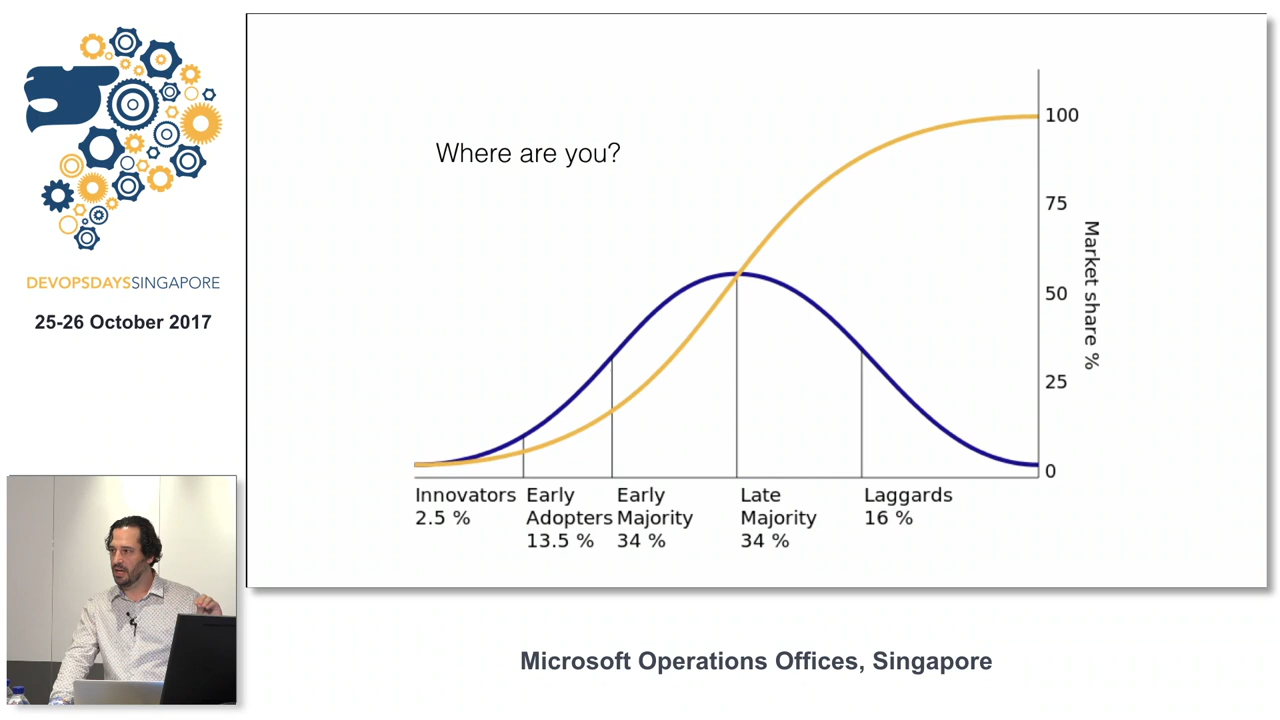 DEVOPSDAYSSINGAPORE
25-26 October 2017
Where are you?
100
75
50
25
0
Market share %
Innovators
2.5 %
Early
Adopters
13.5 %
Early
Majority
34 %
Late
Majority
34 %
Laggards
16 %
Microsoft Operations Offices, Singapore